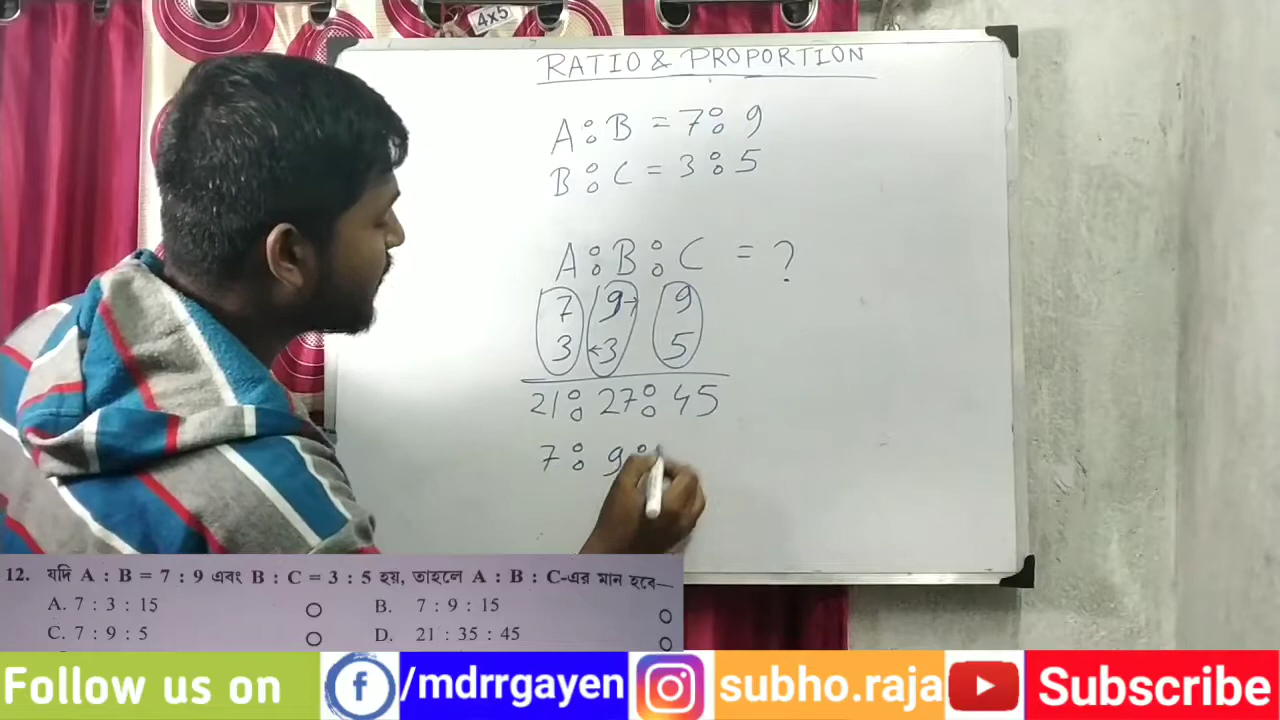 4x5
RATIO & PROPORTION
A : B = 7 : 9
B : C = 3 : 5
A : B : C = ?
7 9 9
3 3 5
21 : 27 : 45
7 : 9 :
12. যদি A : B = 7 : 9 এবং B : C = 3 : 5 হয়, তাহলে A : B : C-এর মান হবে—
A. 7 : 3 : 15 B. 7 : 9 : 15
C. 7 : 9 : 5 D. 21 : 35 : 45
Follow us on f /mdrrgayen subho.raja Subscribe